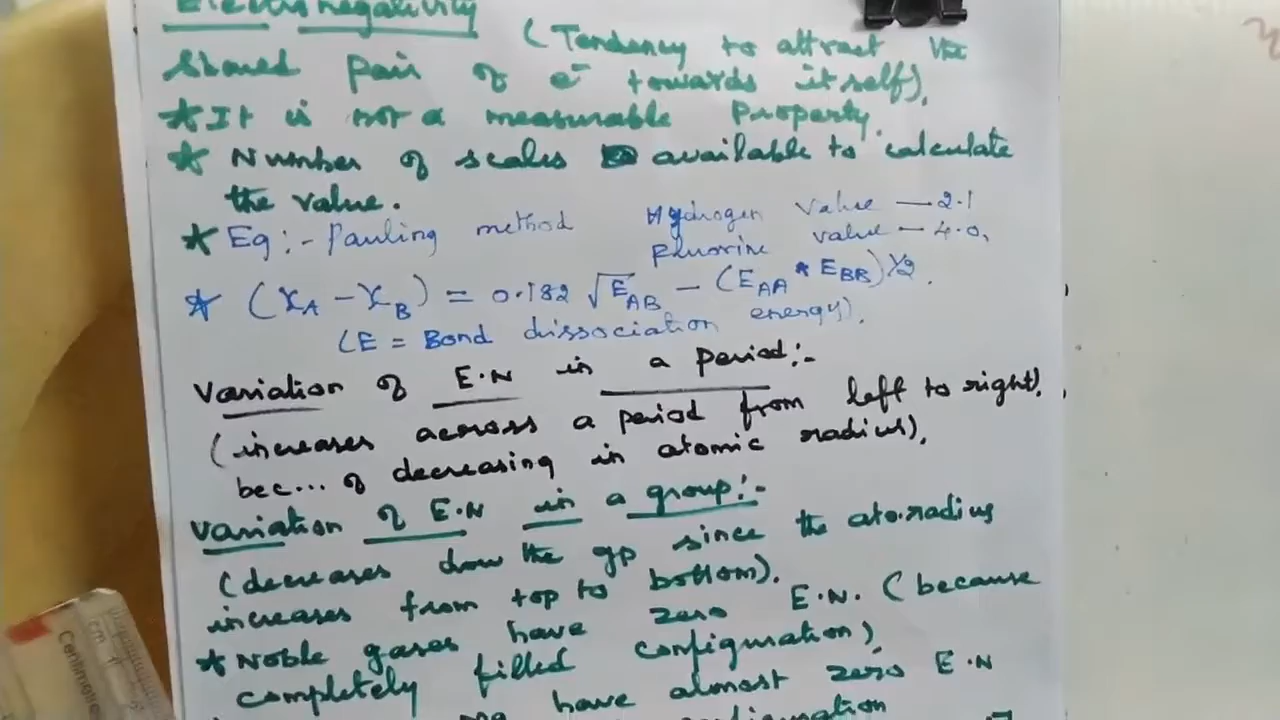 Electronegativity
(Tendency to attract the
shared pair of e⁻ towards itself).
★ It is not a measurable Property.
★ Number of scales available to calculate
the value.
★ Eg:- Pauling method Hydrogen value — 2.1
Fluorine value — 4.0,
★ (XA - XB) = 0.182 √EAB - (EAA * EBB)½.
(E = Bond dissociation energy).
Variation of E.N in a period:-
(increases across a period from left to right).
bec... of decreasing in atomic radius).
Variation of E.N in a group:-
(decreases down the gp since the ato.radius
increases from top to bottom).
★ Noble gases have zero E.N. (because
completely filled configuration)
have almost zero E.N